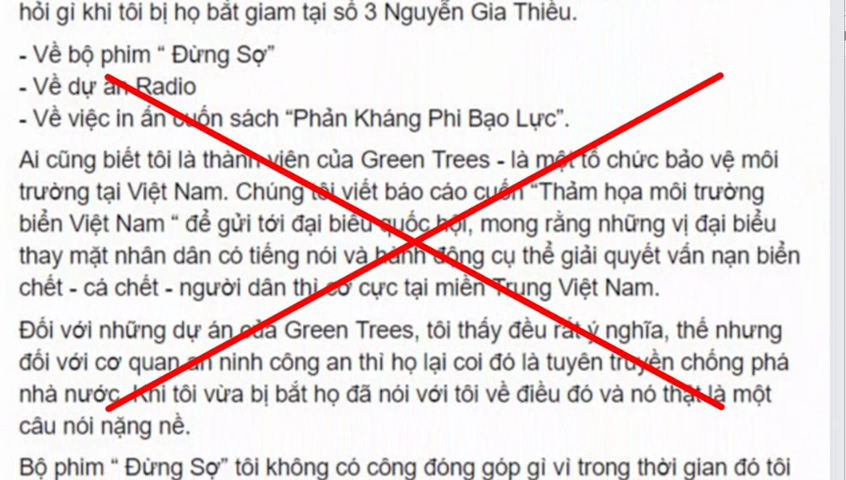 hỏi gì khi tôi bị họ bắt giam tại số 3 Nguyễn Gia Thiều.
- Về bộ phim “ Đừng Sợ”
- Về dự án Radio
- Về việc in ấn cuốn sách “Phản Kháng Phi Bạo Lực”.
Ai cũng biết tôi là thành viên của Green Trees - là một tổ chức bảo vệ môi
trường tại Việt Nam. Chúng tôi viết báo cáo cuốn “Thảm họa môi trường
biển Việt Nam “ để gửi tới đại biểu quốc hội, mong rằng những vị đại biểu
thay mặt nhân dân có tiếng nói và hành động cụ thể giải quyết vấn nạn biển
chết - cá chết - người dân thì cơ cực tại miền Trung Việt Nam.
Đối với những dự án của Green Trees, tôi thấy đều rất ý nghĩa, thế nhưng
đối với cơ quan an ninh công an thì họ lại coi đó là tuyên truyền chống phá
nhà nước. Khi tôi vừa bị bắt họ đã nói với tôi về điều đó và nó thật là một
câu nói nặng nề.
Bộ phim “ Đừng Sợ” tôi không có công đóng góp gì vì trong thời gian đó tôi